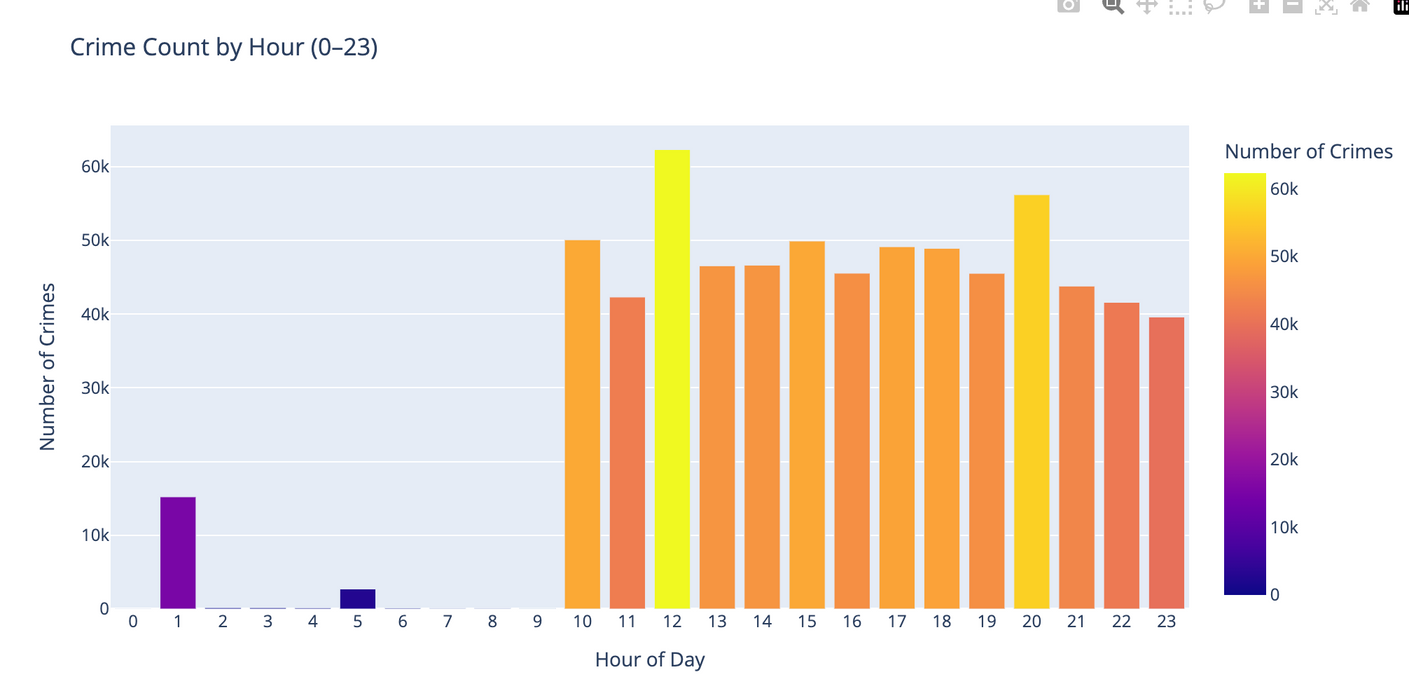 Crime Count by Hour (0–23)
Number of Crimes
60k
50k
40k
30k
20k
10k
0
0 1 2 3 4 5 6 7 8 9 10 11 12 13 14 15 16 17 18 19 20 21 22 23
Hour of Day
Number of Crimes
60k
50k
40k
30k
20k
10k
0